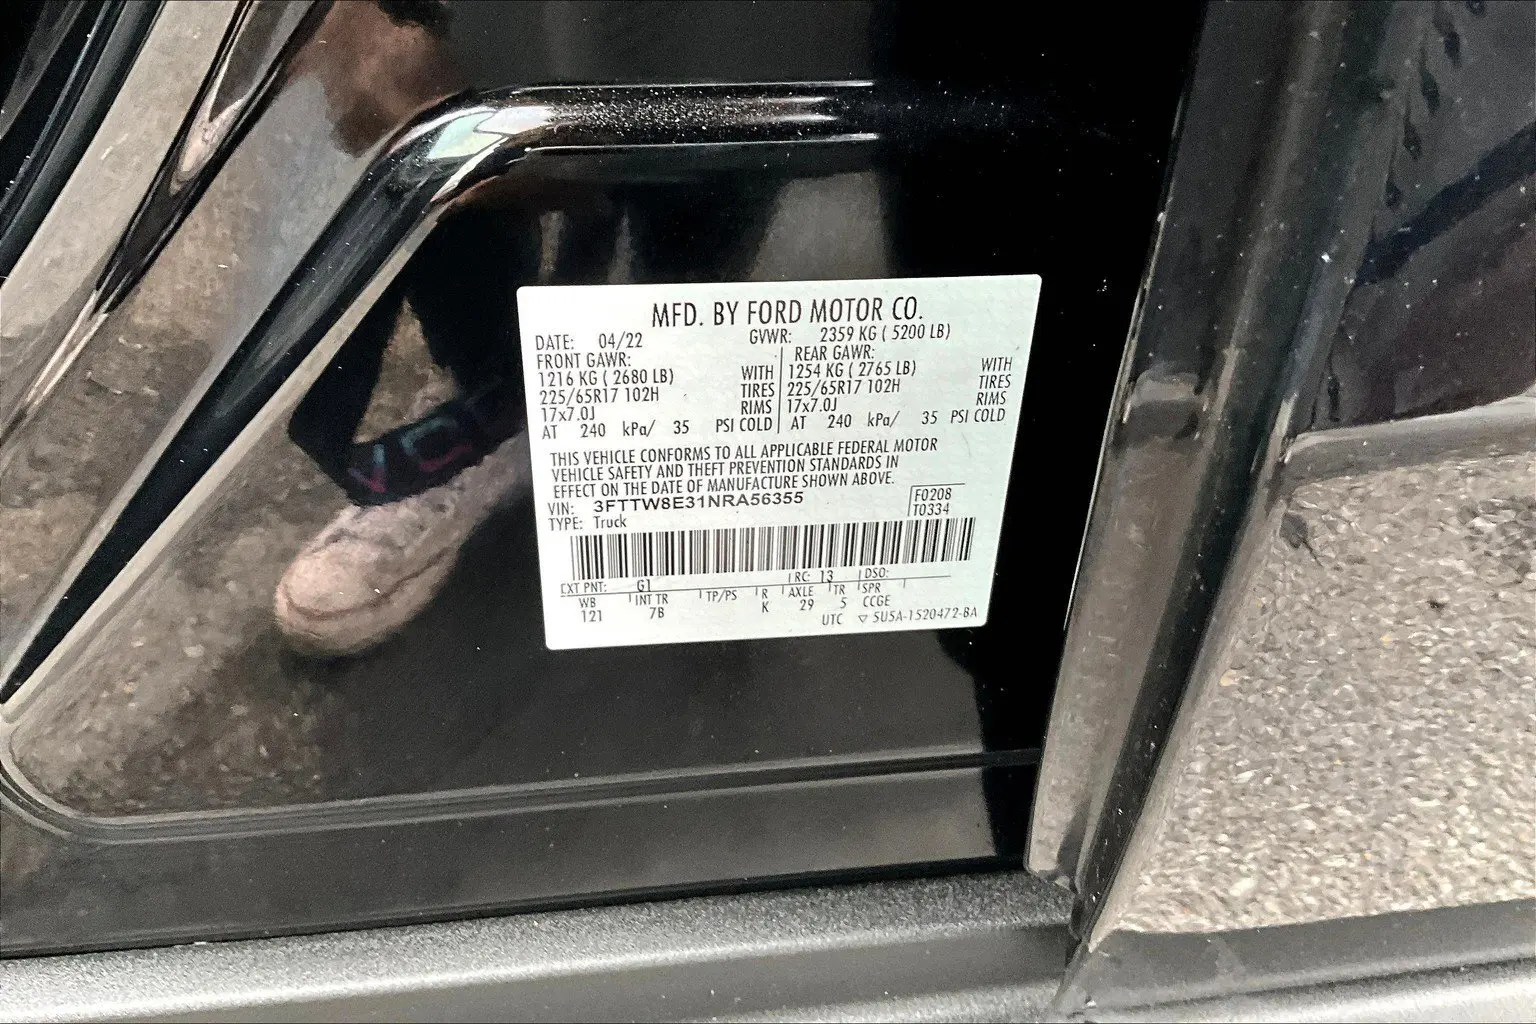 MFD. BY FORD MOTOR CO.
DATE: 04/22 GVWR: 2359 KG ( 5200 LB)
FRONT GAWR: REAR GAWR:
1216 KG ( 2680 LB) WITH 1254 KG ( 2765 LB) WITH
225/65R17 102H TIRES 225/65R17 102H TIRES
17x7.0J RIMS 17x7.0J RIMS
AT 240 kPa/ 35 PSI COLD AT 240 kPa/ 35 PSI COLD
THIS VEHICLE CONFORMS TO ALL APPLICABLE FEDERAL MOTOR
VEHICLE SAFETY AND THEFT PREVENTION STANDARDS IN
EFFECT ON THE DATE OF MANUFACTURE SHOWN ABOVE.
VIN: 3FTTW8E31NRA56355 F0208
TYPE: Truck T0334
EXT PNT: G1 RC: 13 DSO:
WB INT TR TP/PS R AXLE TR SPR
121 7B K 29 5 CCGE
UTC ▽ 5U5A-1520472-BA